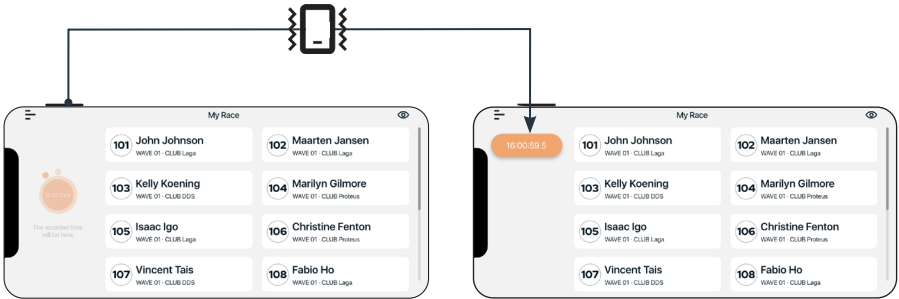 My Race
101 John Johnson
WAVE 01 · CLUB Laga
102 Maarten Jansen
WAVE 01 · CLUB Laga
103 Kelly Koening
WAVE 01 · CLUB DDS
104 Marilyn Gilmore
WAVE 01 · CLUB Proteus
The recorded time
will be here
105 Isaac Igo
WAVE 01 · CLUB Laga
106 Christine Fenton
WAVE 01 · CLUB Proteus
107 Vincent Tais
WAVE 01 · CLUB DDS
108 Fabio Ho
WAVE 01 · CLUB Laga
My Race
16:00:59.5
101 John Johnson
WAVE 01 · CLUB Laga
102 Maarten Jansen
WAVE 01 · CLUB Laga
103 Kelly Koening
WAVE 01 · CLUB DDS
104 Marilyn Gilmore
WAVE 01 · CLUB Proteus
105 Isaac Igo
WAVE 01 · CLUB Laga
106 Christine Fenton
WAVE 01 · CLUB Proteus
107 Vincent Tais
WAVE 01 · CLUB DDS
108 Fabio Ho
WAVE 01 · CLUB Laga